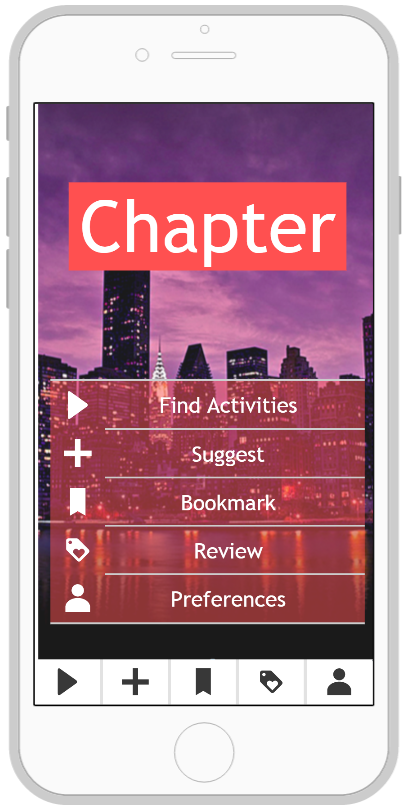 Chapter
Find Activities
Suggest
Bookmark
Review
Preferences